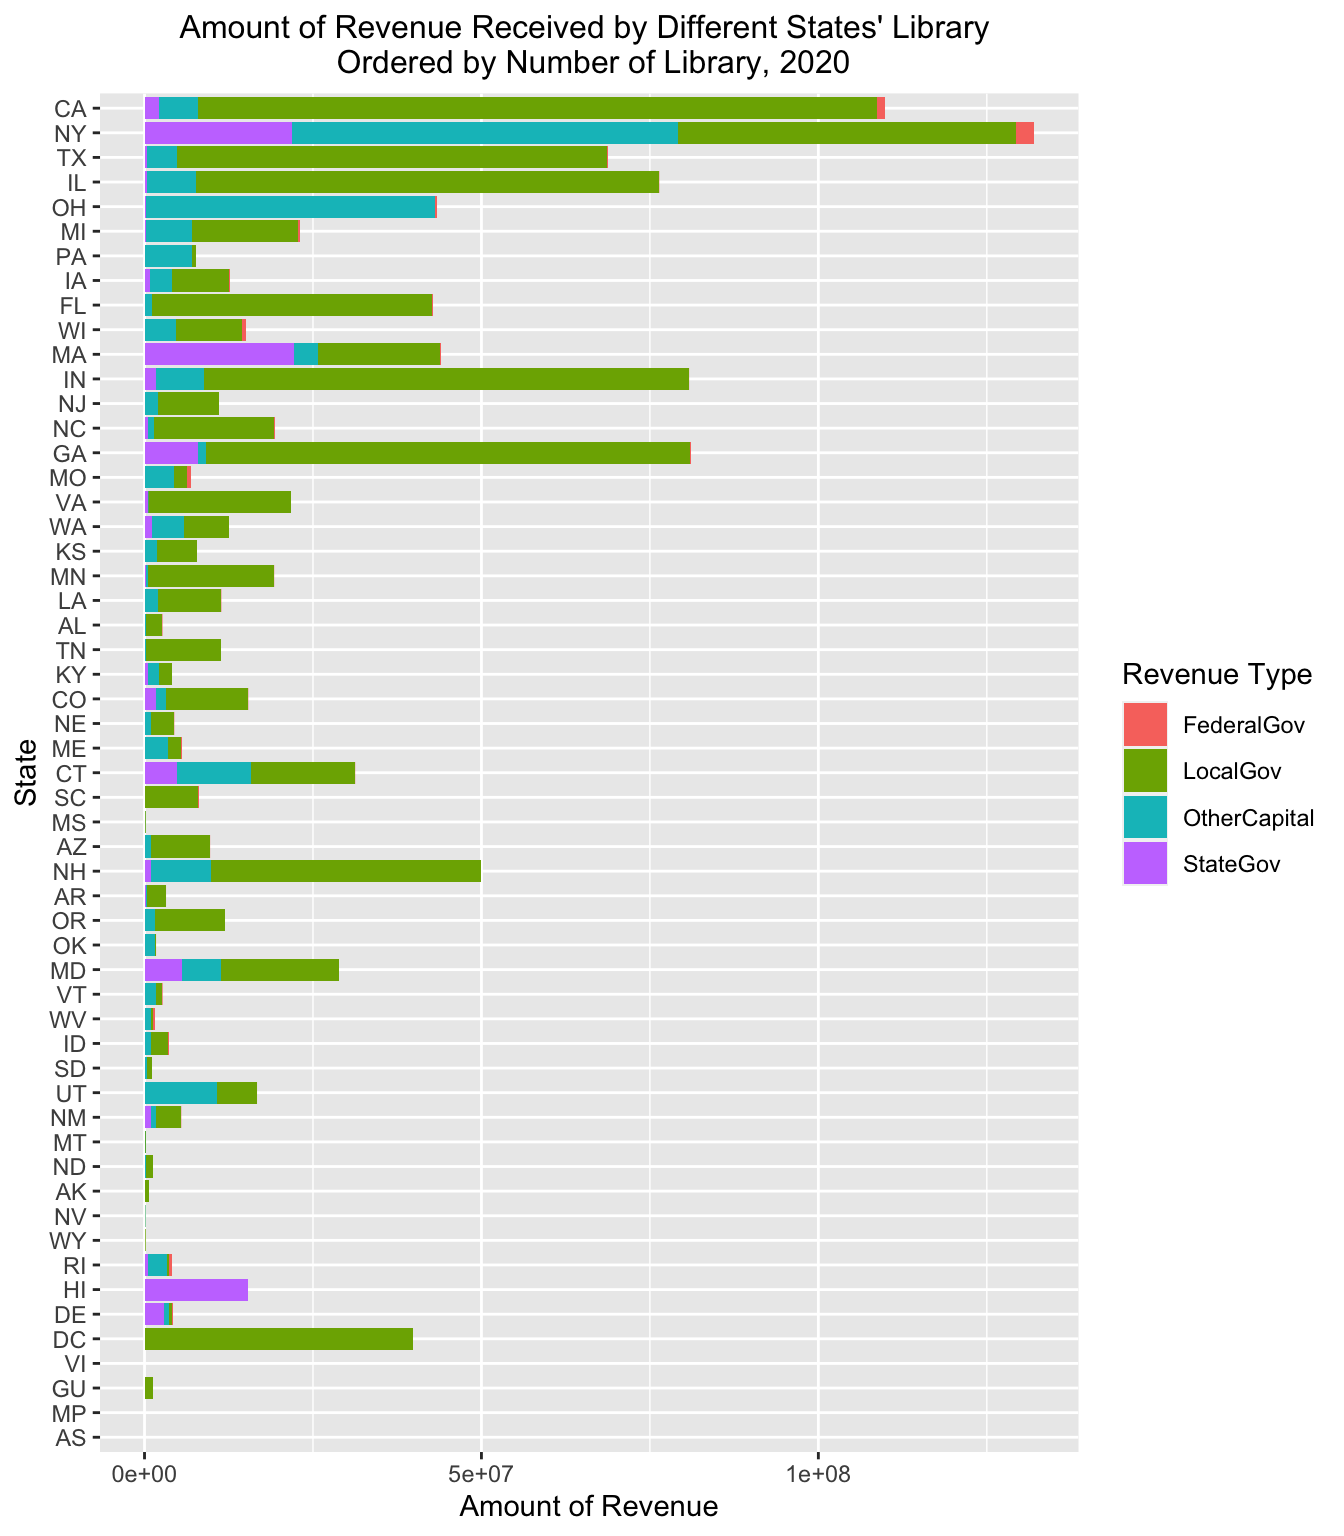 Amount of Revenue Received by Different States' Library
Ordered by Number of Library, 2020
CA
NY
TX
IL
OH
MI
PA
IA
FL
WI
MA
IN
NJ
NC
GA
MO
VA
WA
KS
MN
LA
AL
TN
KY
CO
NE
ME
CT
SC
MS
AZ
NH
AR
OR
OK
MD
VT
WV
ID
SD
UT
NM
MT
ND
AK
NV
WY
RI
HI
DE
DC
VI
GU
MP
AS
State
0e+00
5e+07
1e+08
Amount of Revenue
Revenue Type
FederalGov
LocalGov
OtherCapital
StateGov